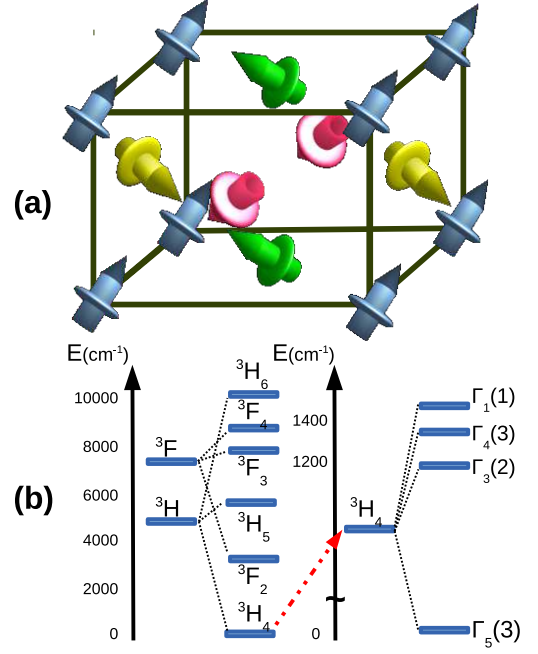 (a)
E(cm⁻¹)
10000
8000
6000
4000
2000
0
³F
³H
³H₆
³F₄
³F₃
³H₅
³F₂
³H₄
(b)
E(cm⁻¹)
1400
1200
0
³H₄
~
Γ₁(1)
Γ₄(3)
Γ₃(2)
Γ₅(3)